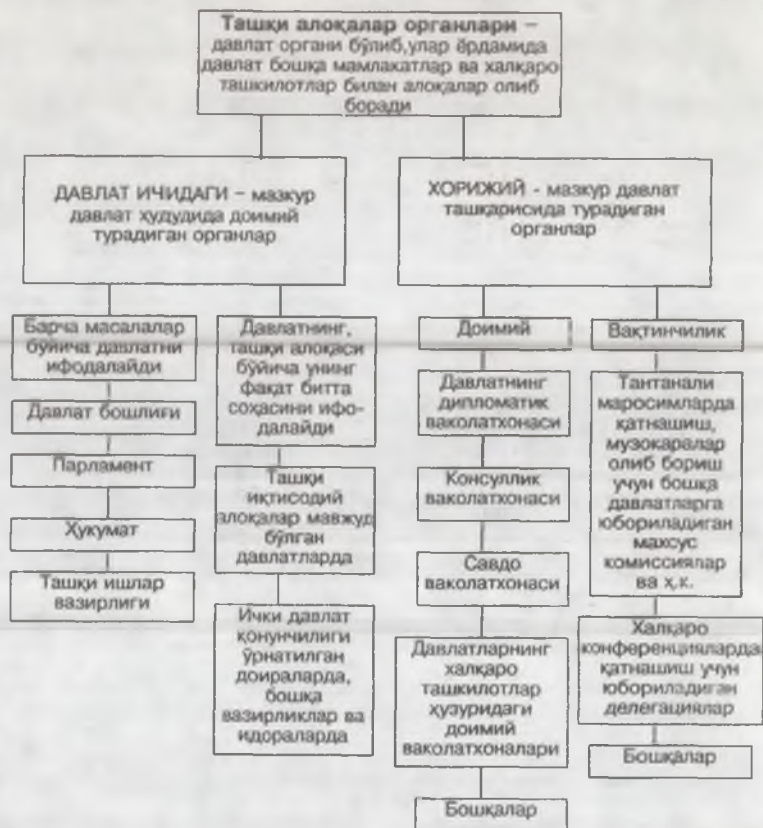 Ташқи алоқалар органлари –
давлат органи бўлиб,улар ёрдамида
давлат бошқа мамлакатлар ва халқаро
ташкилотлар билан алоқалар олиб
боради
ДАВЛАТ ИЧИДАГИ – мазкур
давлат ҳудудида доимий
турадиган органлар
Барча масалалар
бўйича давлатни
ифодалайди
Давлат бошлиғи
Парламент
Ҳукумат
Ташқи ишлар
вазирлиги
Давлатнинг,
ташқи алоқаси
бўйича унинг
фақат битта
соҳасини ифо-
далайди
Ташқи
иқтисодий
алоқалар мавжуд
бўлган
давлатларда
Ички давлат
қонунчилиги
ўрнатилган
доираларда,
бошқа
вазирликлар ва
идораларда
ХОРИЖИЙ - мазкур давлат
ташқарисида турадиган
органлар
Доимий
Давлатнинг
дипломатик
ваколатхонаси
Консуллик
ваколатхонаси
Савдо
ваколатхонаси
Давлатларнинг
халқаро
ташкилотлар
ҳузуридаги
доимий
ваколатхоналари
Бошқалар
Вақтинчилик
Тантанали
маросимларда
қатнашиш,
музокаралар
олиб бориш
учун бошқа
давлатларга
юбориладиган
махсус
комиссиялар
ва ҳ.к.
Халқаро
конференцияларда
қатнашиш учун
юбориладиган
делегациялар
Бошқалар